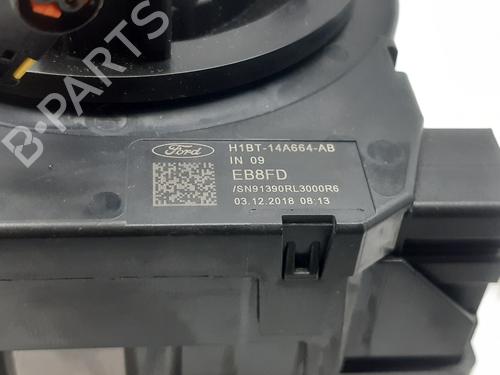 B-PARTS
Ford
H1BT-14A664-AB
IN 09
EB8FD
/SN91390RL3000R6
03.12.2018 08:13